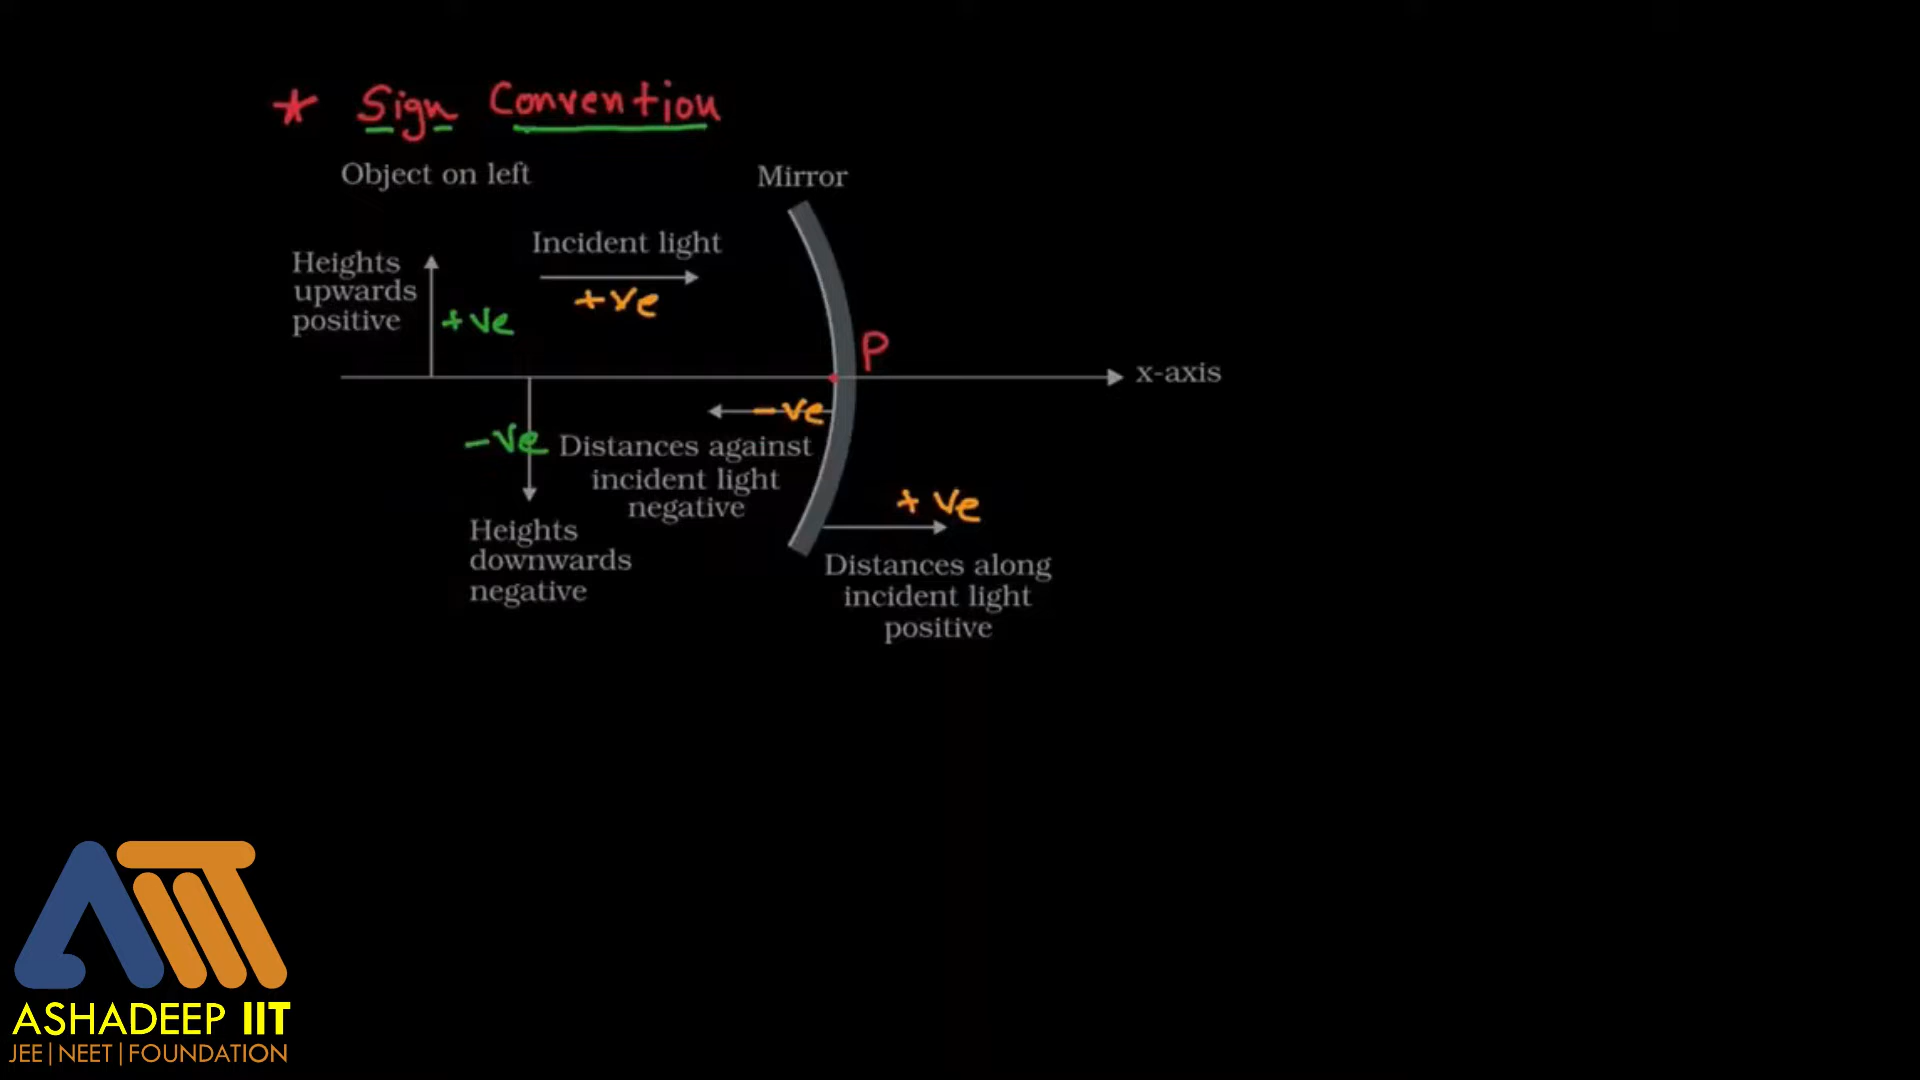 * Sign Convention
Object on left
Mirror
Incident light
+ve
Heights
upwards
positive
+ve
P
x-axis
-ve
-ve
Distances against
incident light
negative
+ve
Heights
downwards
negative
Distances along
incident light
positive
ASHADEEP IIT
JEE|NEET|FOUNDATION